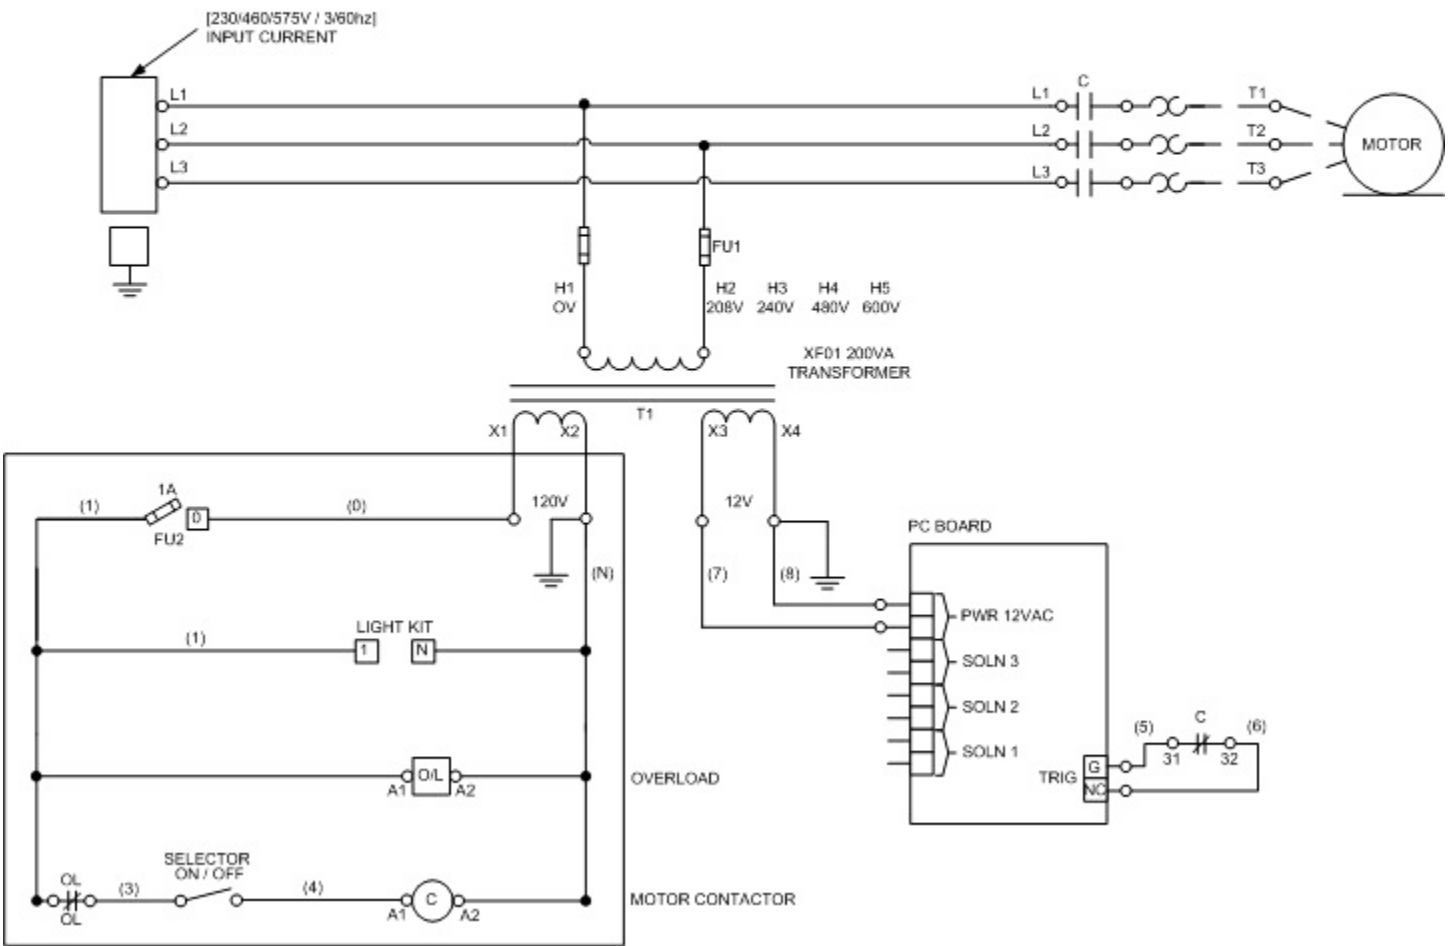 [230/460/575V / 3/60hz]
INPUT CURRENT
L1
L2
L3
L1
L2
L3
C
T1
T2
T3
MOTOR
FU1
H1
OV
H2
208V
H3
240V
H4
480V
H5
600V
XF01 200VA
TRANSFORMER
T1
X1
X2
X3
X4
(1)
1A
FU2
0
(0)
120V
(N)
12V
(7)
(8)
PC BOARD
PWR 12VAC
SOLN 3
SOLN 2
SOLN 1
TRIG
G
NC
(5)
C
(6)
31
32
(1)
LIGHT KIT
1
N
A1
O/L
A2
OVERLOAD
OL
OL
(3)
SELECTOR
ON / OFF
(4)
A1
C
A2
MOTOR CONTACTOR